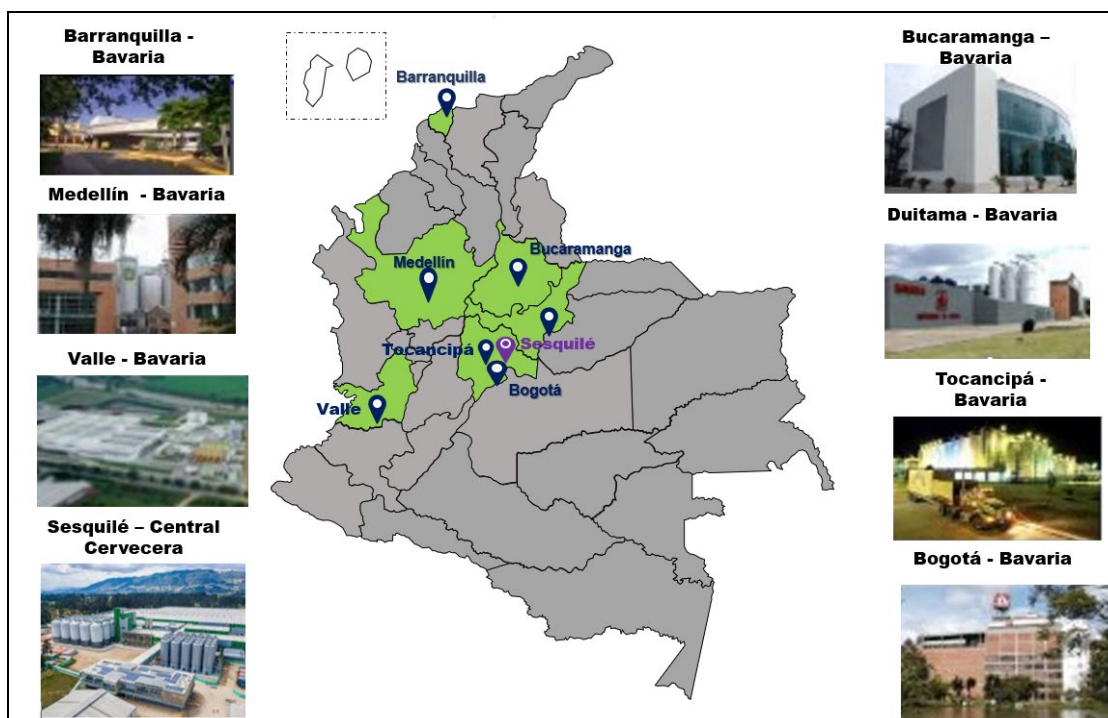 Barranquilla -
Bavaria
Medellín  - Bavaria
Valle - Bavaria
Sesquilé – Central
Cervecera
Barranquilla
Bucaramanga
Medellín
Tocancipá
Sesquilé
Bogotá
Valle
Bucaramanga –
Bavaria
Duitama - Bavaria
Tocancipá -
Bavaria
Bogotá - Bavaria